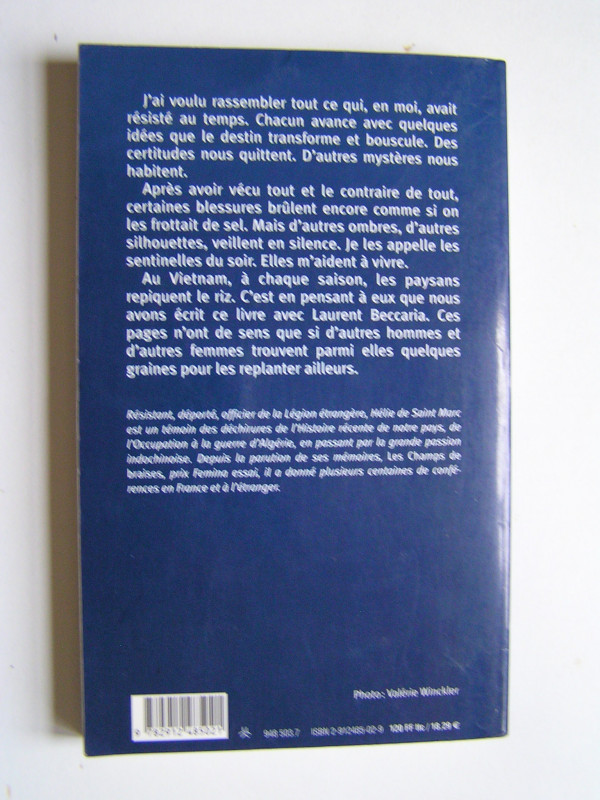 J'ai voulu rassembler tout ce qui, en moi, avait
résisté au temps. Chacun avance avec quelques
idées que le destin transforme et bouscule. Des
certitudes nous quittent. D'autres mystères nous
habitent.
Après avoir vécu tout et le contraire de tout,
certaines blessures brûlent encore comme si on
les frottait de sel. Mais d'autres ombres, d'autres
silhouettes, veillent en silence. Je les appelle les
sentinelles du soir. Elles m'aident à vivre.
Au Vietnam, à chaque saison, les paysans
repiquent le riz. C'est en pensant à eux que nous
avons écrit ce livre avec Laurent Beccaria. Ces
pages n'ont de sens que si d'autres hommes et
d'autres femmes trouvent parmi elles quelques
graines pour les replanter ailleurs.
Résistant, déporté, officier de la Légion étrangère, Hélie de Saint Marc
est un témoin des déchirures de l'Histoire récente de notre pays, de
l'Occupation à la guerre d'Algérie, en passant par la grande passion
indochinoise. Depuis la parution de ses mémoires, Les Champs de
braises, prix Femina essai, il a donné plusieurs centaines de confé-
rences en France et à l'étranger.
Photo: Valérie Winckler
9 782912 485021 948 503.7 ISBN 2-912485-02-9 120 FF ttc / 18,29 €